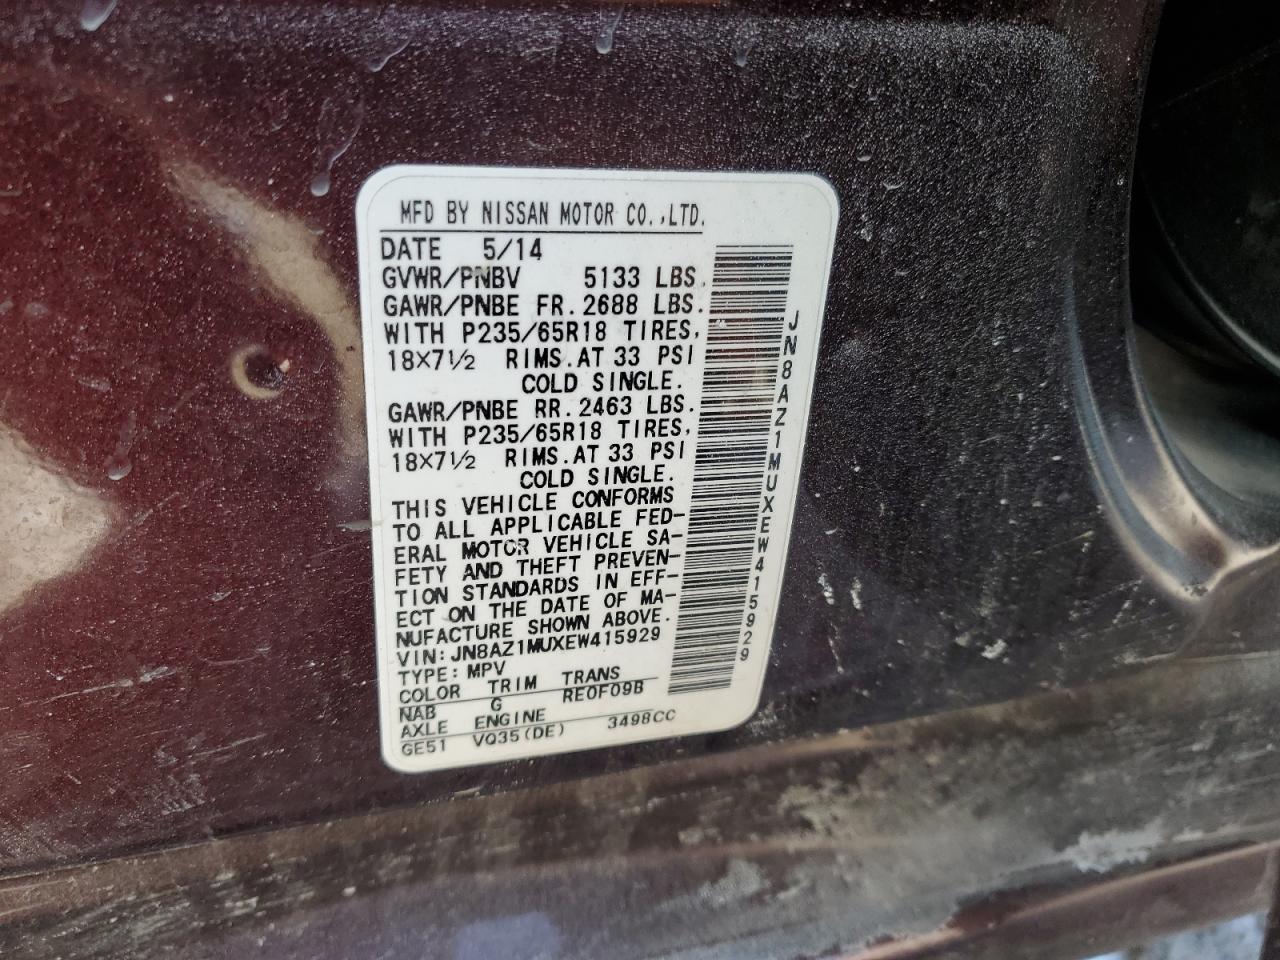 MFD BY NISSAN MOTOR CO.,LTD.
DATE 5/14
GVWR/PNBV 5133 LBS.
GAWR/PNBE FR.2688 LBS.
WITH P235/65R18 TIRES,
18X7½ RIMS.AT 33 PSI
COLD SINGLE.
GAWR/PNBE RR.2463 LBS.
WITH P235/65R18 TIRES,
18X7½ RIMS.AT 33 PSI
COLD SINGLE.
THIS VEHICLE CONFORMS
TO ALL APPLICABLE FED-
ERAL MOTOR VEHICLE SA-
FETY AND THEFT PREVEN-
TION STANDARDS IN EFF-
ECT ON THE DATE OF MA-
NUFACTURE SHOWN ABOVE.
VIN:JN8AZ1MUXEW415929
TYPE:MPV
COLOR TRIM TRANS
NAB G RE0F09B
AXLE ENGINE
GE51 VQ35(DE) 3498CC
JN8AZ1MUXEW415929